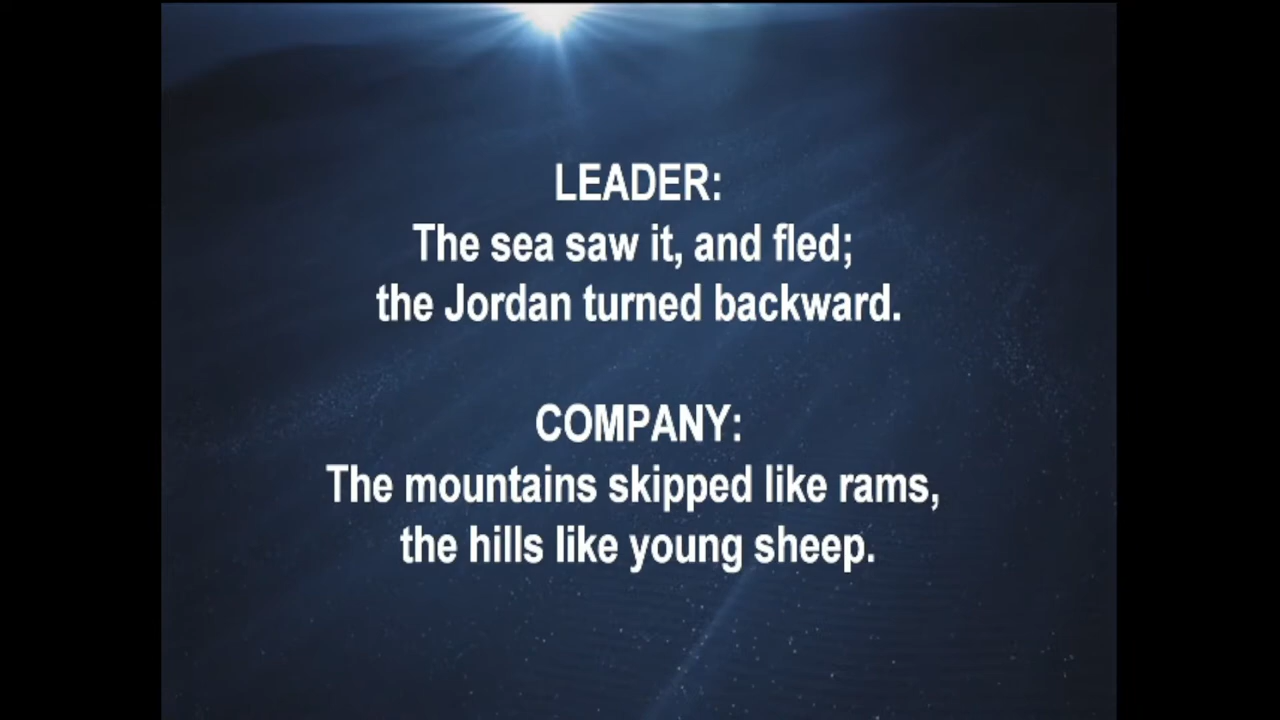 LEADER:
The sea saw it, and fled;
the Jordan turned backward.
COMPANY:
The mountains skipped like rams,
the hills like young sheep.